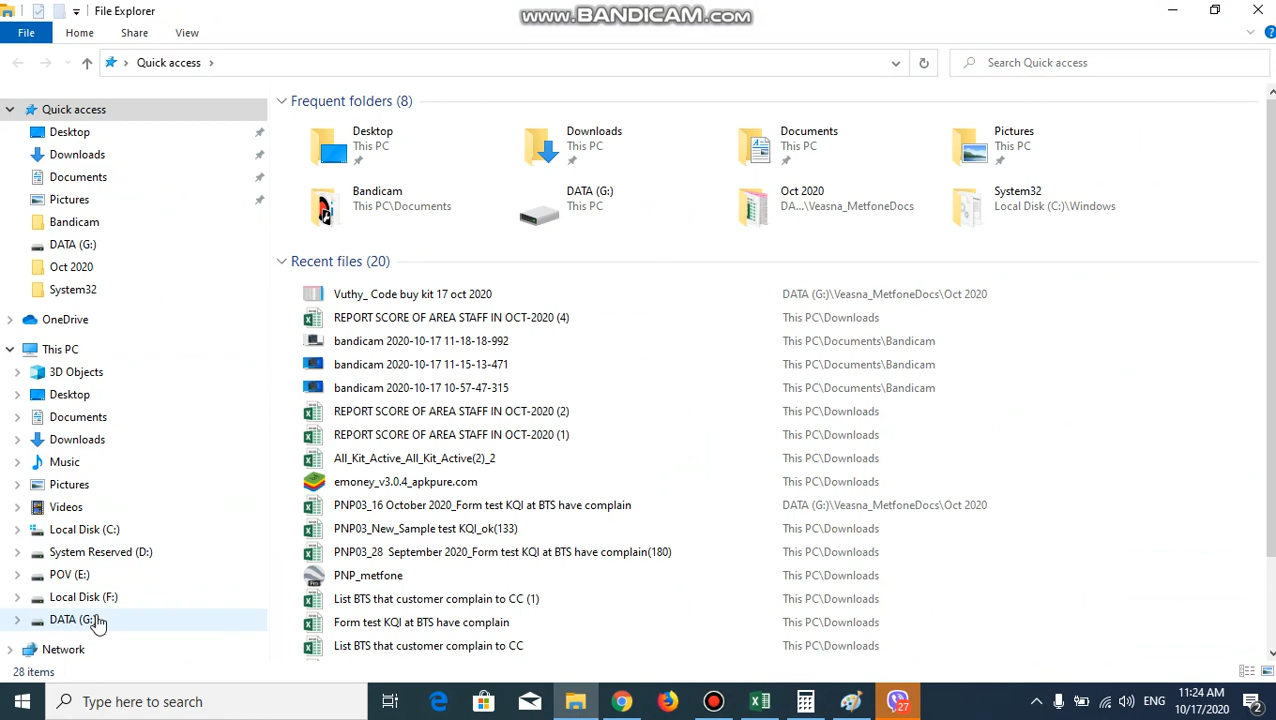 File Explorer
www.BANDICAM.com
File Home Share View
Quick access
Search Quick access
Quick access
Desktop
Downloads
Documents
Pictures
Bandicam
DATA (G:)
Oct 2020
System32
OneDrive
This PC
3D Objects
Desktop
Documents
Downloads
Music
Pictures
Videos
Local Disk (C:)
System Reserved (D:)
POV (E:)
Local Disk (F:)
DATA (G:)
Network
Frequent folders (8)
Desktop
This PC
Downloads
This PC
Documents
This PC
Pictures
This PC
Bandicam
This PC\Documents
DATA (G:)
This PC
Oct 2020
DA...\Veasna_MetfoneDocs
System32
Local Disk (C:)\Windows
Recent files (20)
Vuthy_ Code buy kit 17 oct 2020 DATA (G:)\Veasna_MetfoneDocs\Oct 2020
REPORT SCORE OF AREA STAFF IN OCT-2020 (4) This PC\Downloads
bandicam 2020-10-17 11-18-18-992 This PC\Documents\Bandicam
bandicam 2020-10-17 11-15-13-471 This PC\Documents\Bandicam
bandicam 2020-10-17 10-57-47-315 This PC\Documents\Bandicam
REPORT SCORE OF AREA STAFF IN OCT-2020 (2) This PC\Downloads
REPORT SCORE OF AREA STAFF IN OCT-2020 (1) This PC\Downloads
All_Kit_Active_All_Kit_Active(2)_2 This PC\Downloads
emoney_v3.0.4_apkpure.com This PC\Downloads
PNP03_16 October 2020_Form test KQI at BTS have complain DATA (G:)\Veasna_MetfoneDocs\Oct 2020
PNP03_New_Sample test KQI_ok(133) This PC\Downloads
PNP03_28 September 2020_Form test KQI at BTS have complain(180) This PC\Downloads
PNP_metfone This PC\Downloads
List BTS that customer complain to CC (1) This PC\Downloads
Form test KQI at BTS have complain This PC\Downloads
List BTS that customer complain to CC This PC\Downloads
28 items
Type here to search
27
ENG
11:24 AM
10/17/2020
2